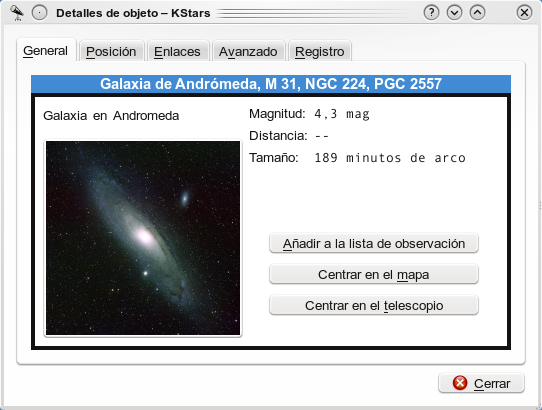 Detalles de objeto – KStars
General
Posición
Enlaces
Avanzado
Registro
Galaxia de Andrómeda, M 31, NGC 224, PGC 2557
Galaxia en Andromeda
Magnitud: 4,3 mag
Distancia: --
Tamaño: 189 minutos de arco
Añadir a la lista de observación
Centrar en el mapa
Centrar en el telescopio
Cerrar